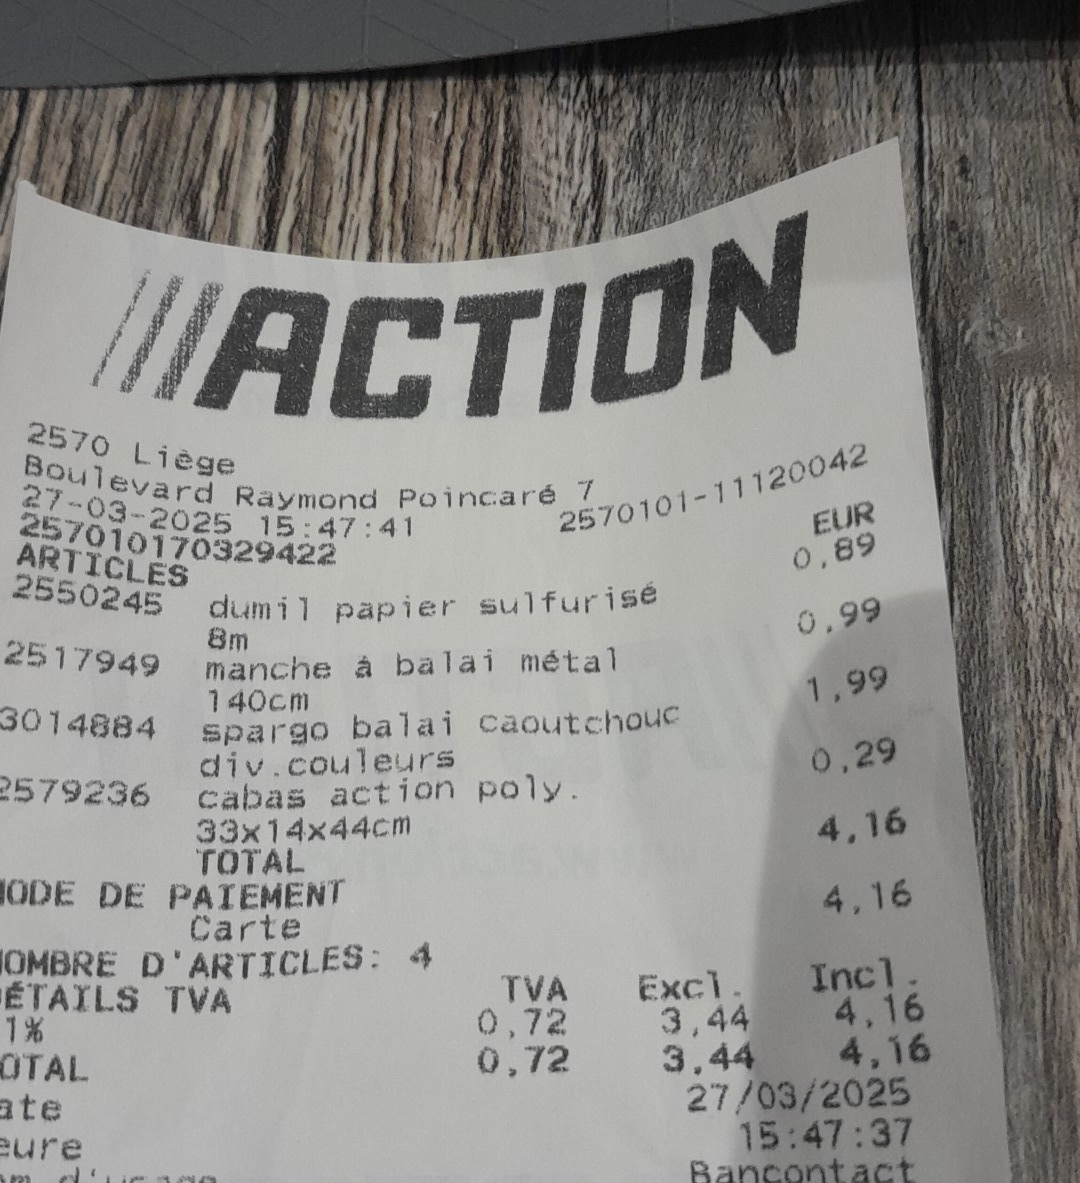 ACTION
2570 Liège
Boulevard Raymond Poincaré 7
27-03-2025 15:47:41 2570101-11120042
257010170329422 EUR
ARTICLES
2550245 dumil papier sulfurisé 0,89
8m
2517949 manche à balai métal 0,99
140cm
3014884 spargo balai caoutchouc 1,99
div.couleurs
2579236 cabas action poly. 0,29
33x14x44cm
TOTAL 4,16
MODE DE PAIEMENT
Carte 4,16
NOMBRE D'ARTICLES: 4
DÉTAILS TVA TVA Excl. Incl.
1% 0,72 3,44 4,16
TOTAL 0,72 3,44 4,16
ate 27/03/2025
eure 15:47:37
Bancontact